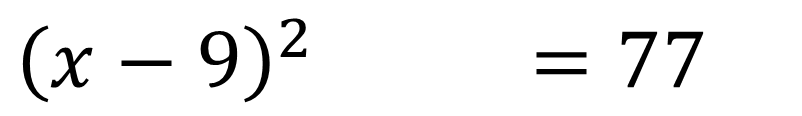 (x − 9)² = 77